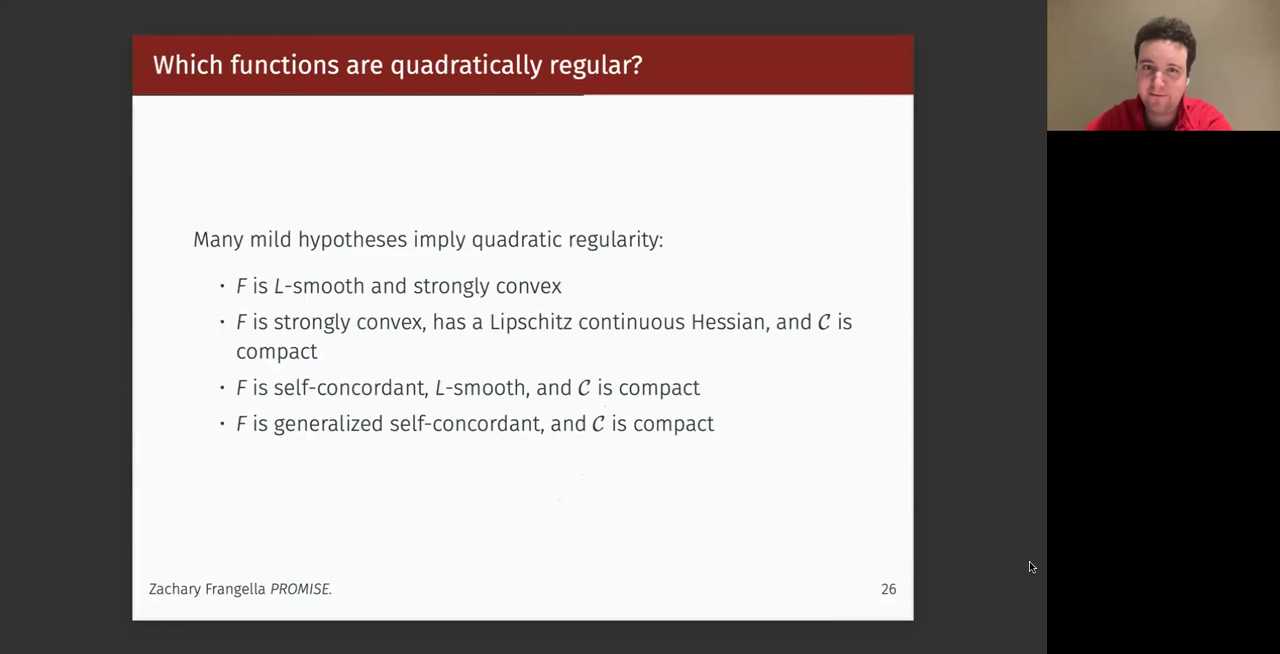 Which functions are quadratically regular?
Many mild hypotheses imply quadratic regularity:
• F is L-smooth and strongly convex
• F is strongly convex, has a Lipschitz continuous Hessian, and 𝒞 is
compact
• F is self-concordant, L-smooth, and 𝒞 is compact
• F is generalized self-concordant, and 𝒞 is compact
Zachary Frangella PROMISE. 26